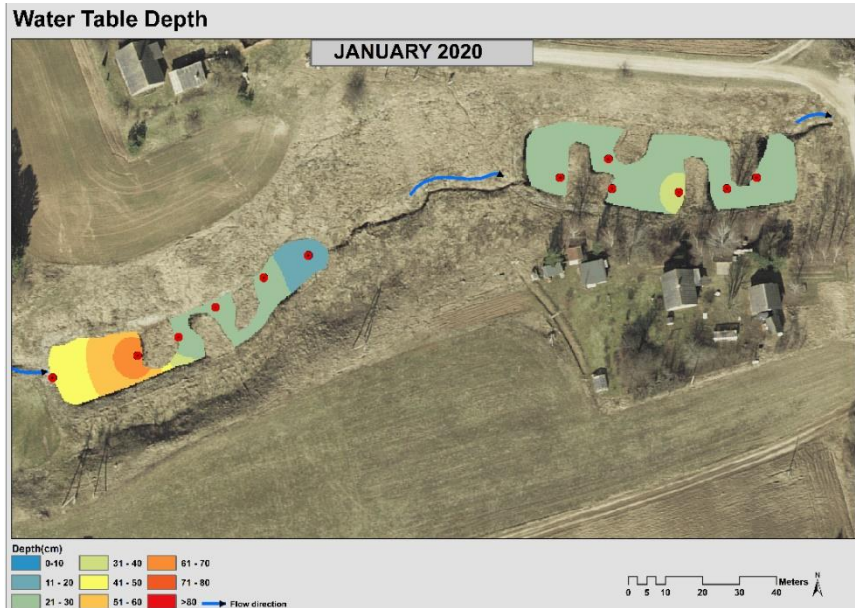 Water Table Depth
JANUARY 2020
Depth(cm)
0-10
31 - 40
61 - 70
11 - 20
41 - 50
71 - 80
21 - 30
51 - 60
>80
Flow direction
0 5 10 20 30 40 Meters
N